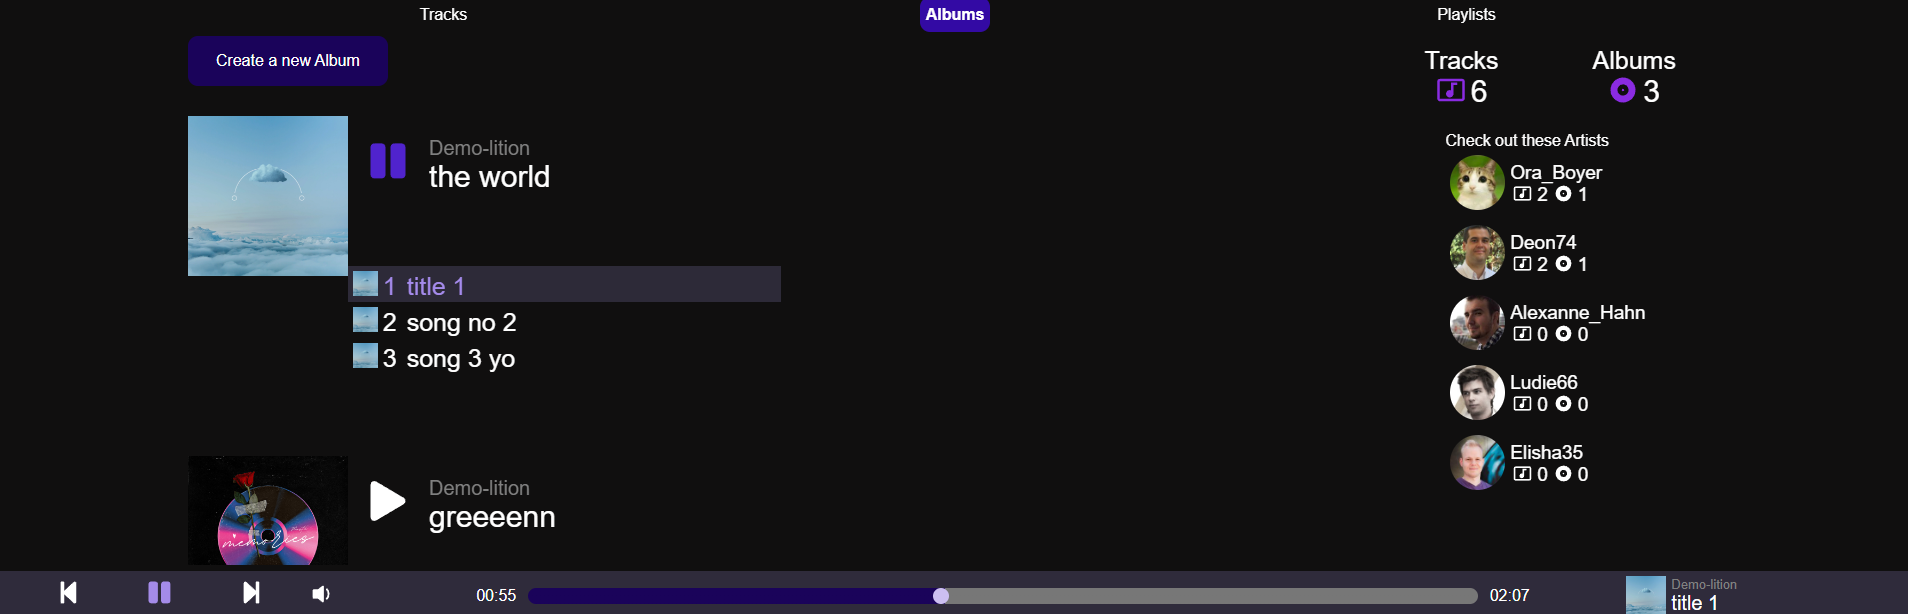 Tracks
Albums
Playlists
Create a new Album
Tracks
6
Albums
3
Demo-lition
the world
1 title 1
2 song no 2
3 song 3 yo
Demo-lition
greeeenn
memories
Check out these Artists
Ora_Boyer
2 1
Deon74
2 1
Alexanne_Hahn
0 0
Ludie66
0 0
Elisha35
0 0
00:55
02:07
Demo-lition
title 1